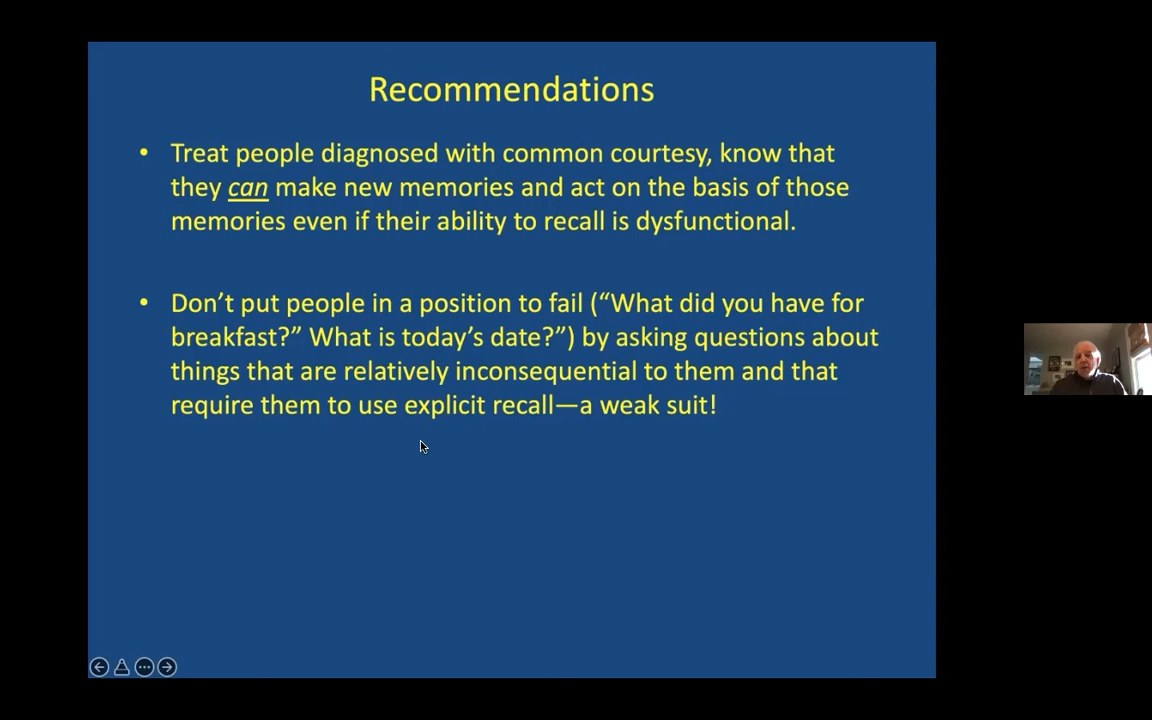 Recommendations
• Treat people diagnosed with common courtesy, know that
they can make new memories and act on the basis of those
memories even if their ability to recall is dysfunctional.
• Don’t put people in a position to fail (“What did you have for
breakfast?” What is today’s date?”) by asking questions about
things that are relatively inconsequential to them and that
require them to use explicit recall—a weak suit!